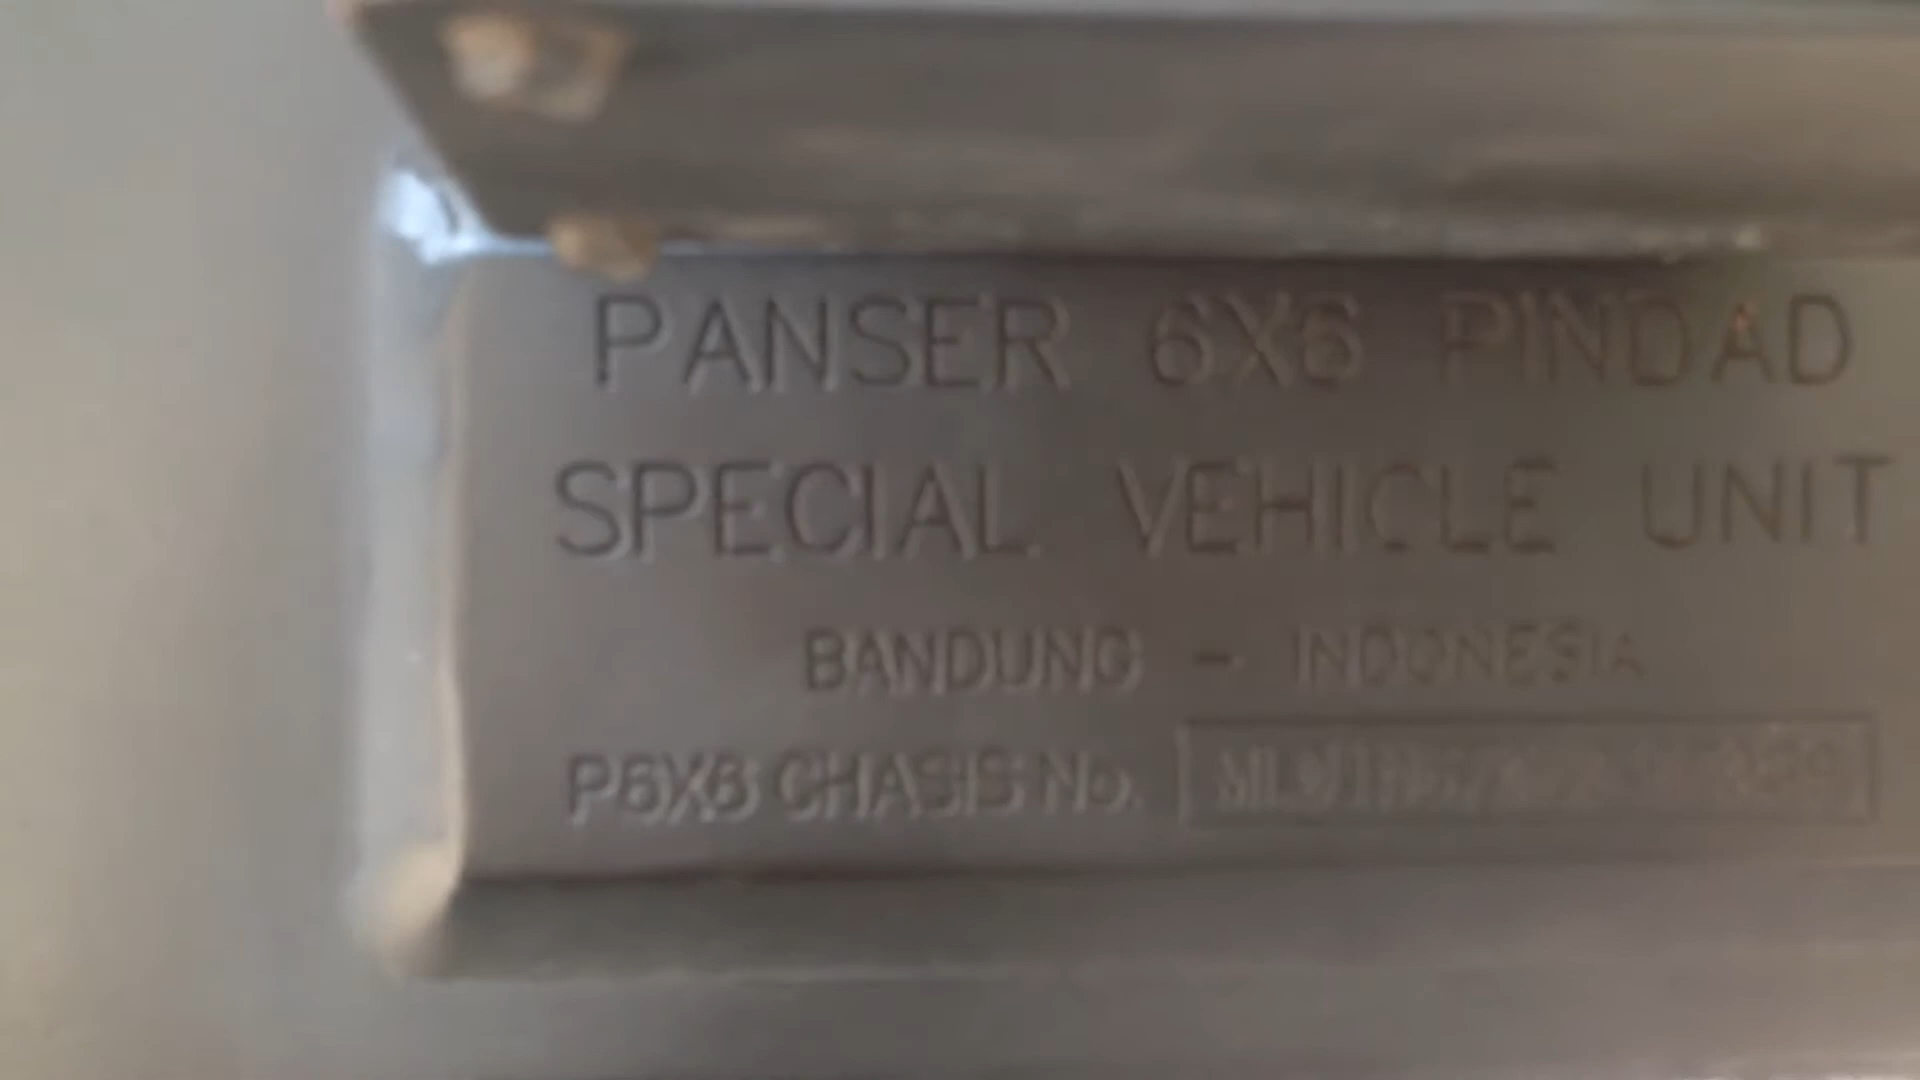 PANSER 6X6 PINDAD
SPECIAL VEHICLE UNIT
BANDUNG - INDONESIA
P6X6 CHASIS No.